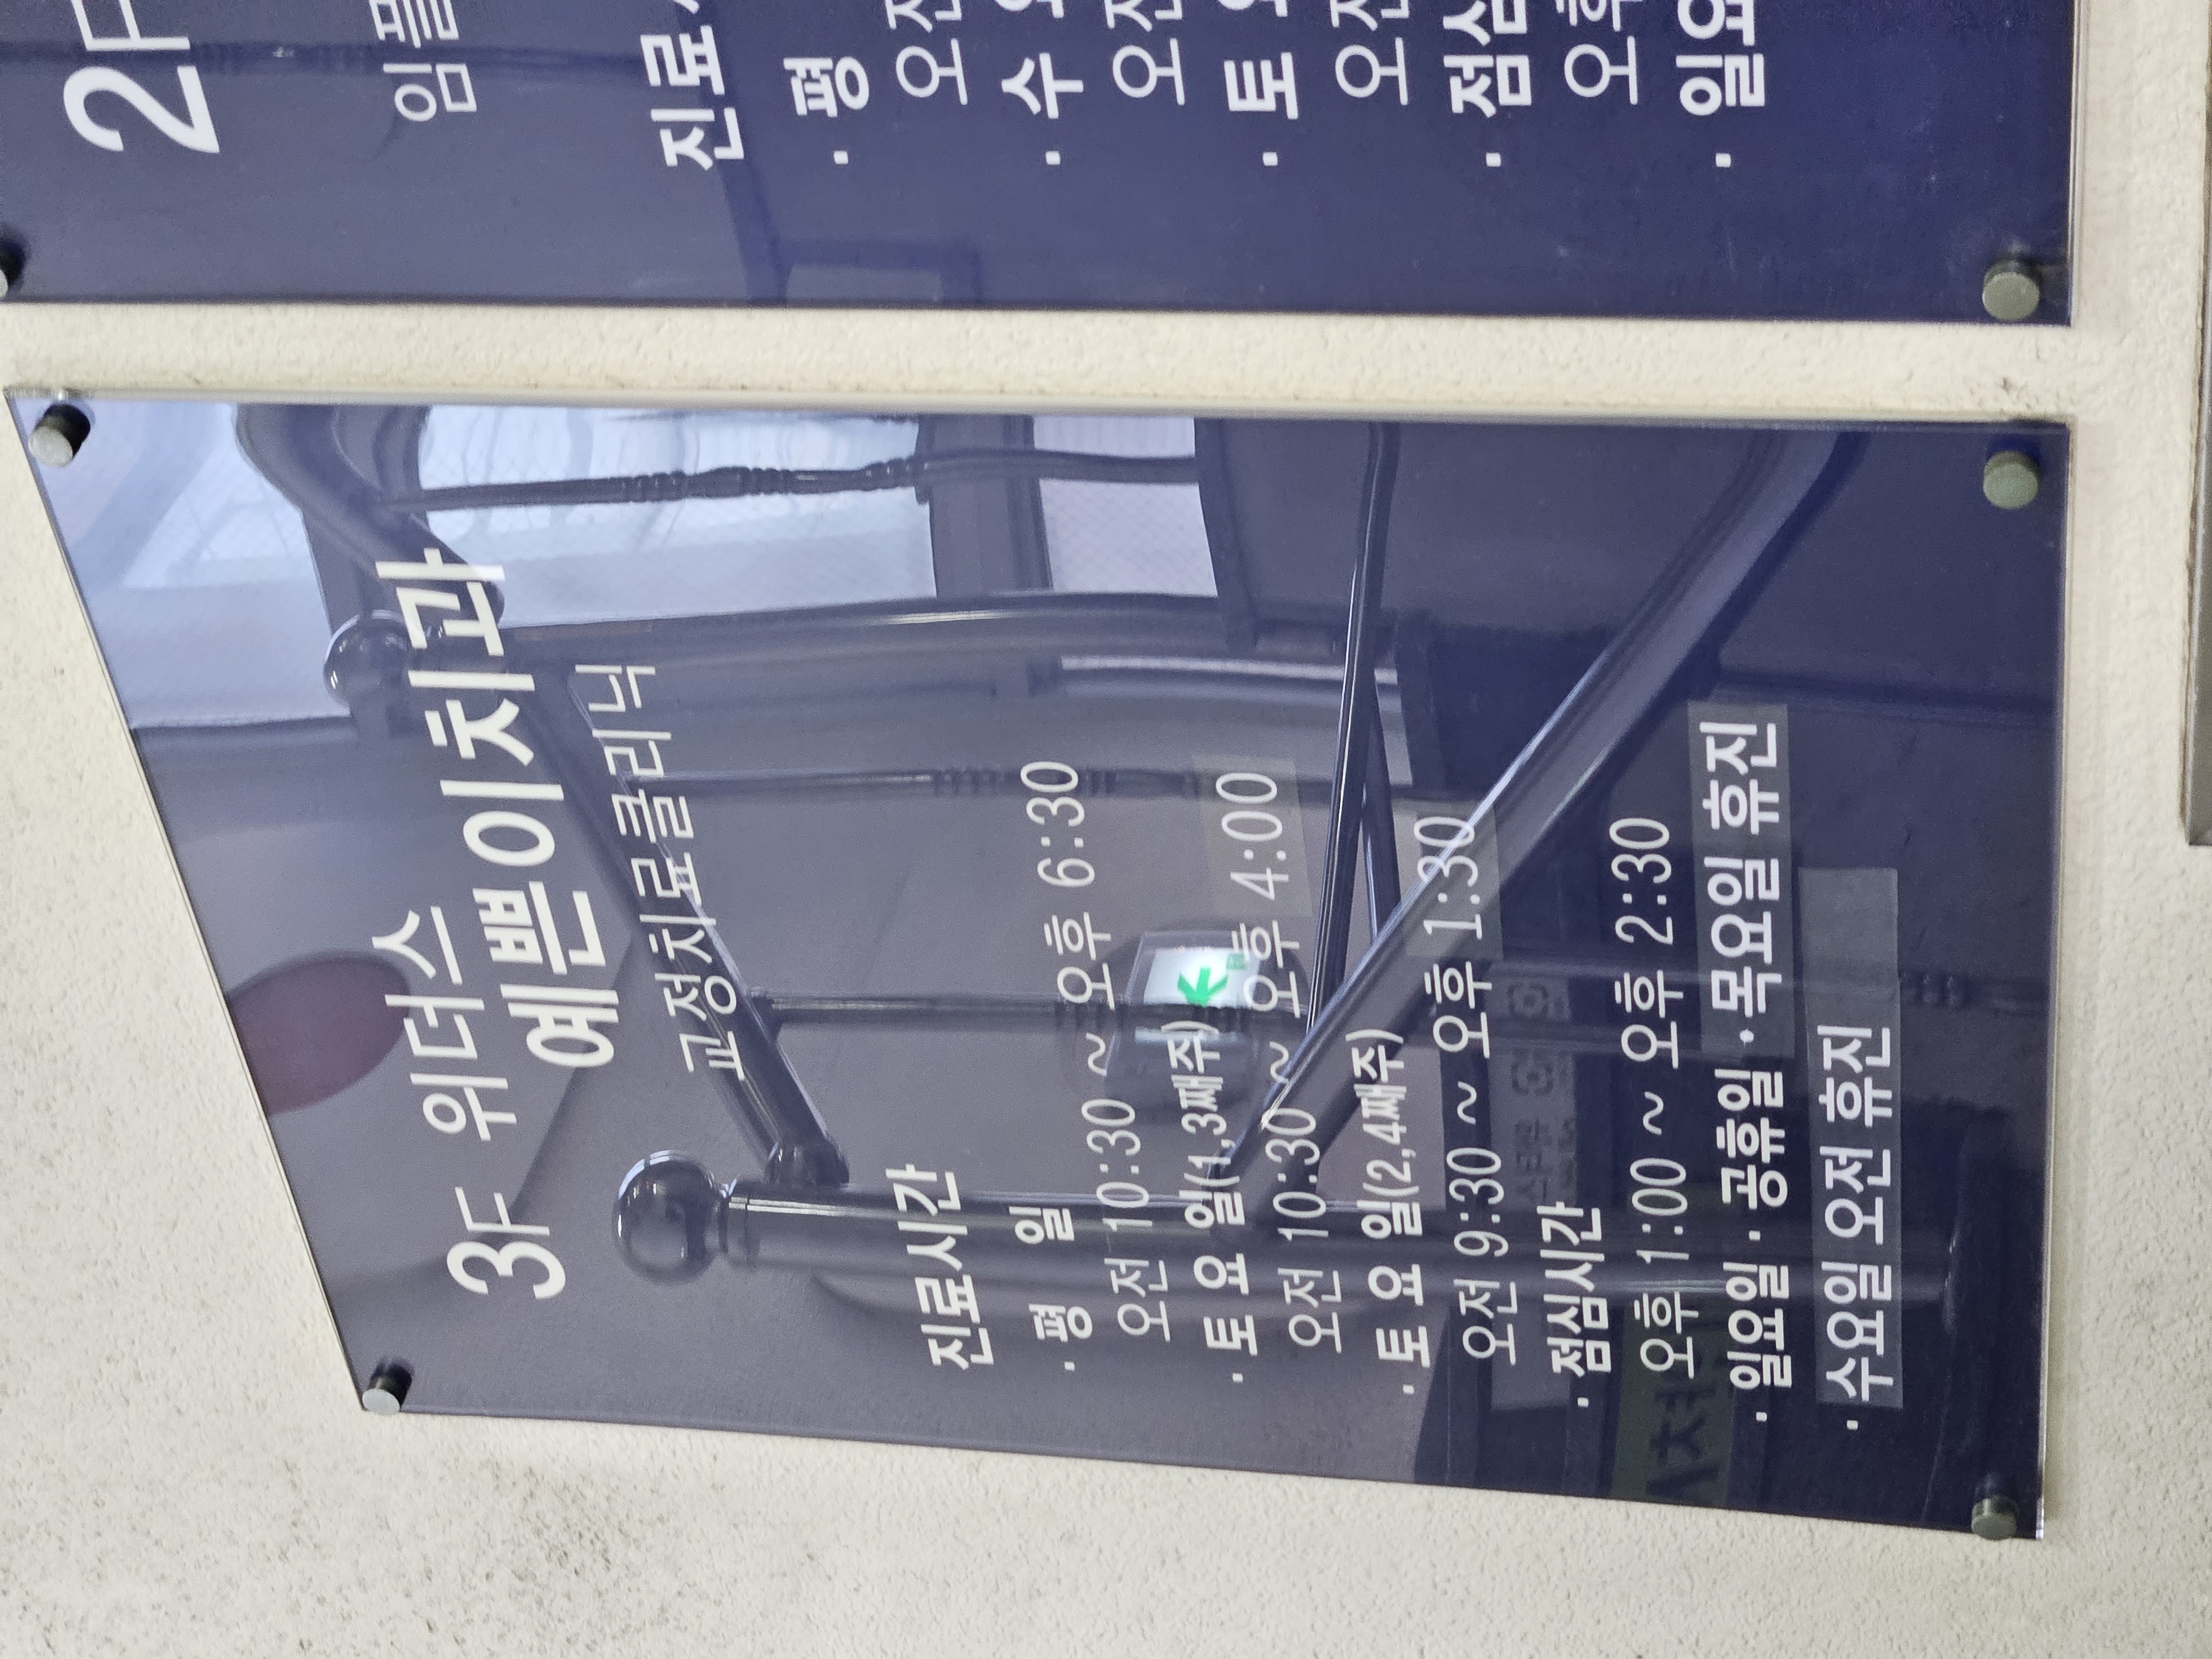 3F 위더스
예쁜이치과
교정치료클리닉
진료시간
· 평 일
오전 10:30 ~ 오후 6:30
· 토 요 일(1,3째주)
오전 10:30 ~ 오후 4:00
· 토 요 일(2,4째주)
오전 9:30 ~ 오후 1:30
· 점심시간
오후 1:00 ~ 오후 2:30
· 일요일 · 공휴일 · 목요일 휴진
· 수요일 오전 휴진
2F
임플
진료
· 평
오전
· 수
오전
· 토
오전
· 점심
오후
· 일요